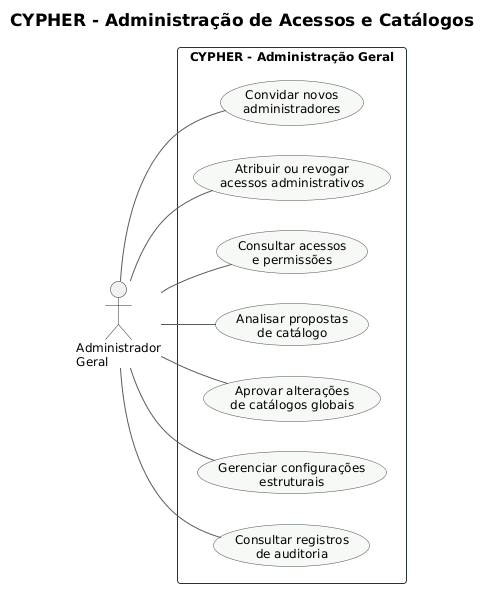 CYPHER - Administração de Acessos e Catálogos
CYPHER - Administração Geral
Convidar novos
administradores
Atribuir ou revogar
acessos administrativos
Consultar acessos
e permissões
Analisar propostas
de catálogo
Administrador
Geral
Aprovar alterações
de catálogos globais
Gerenciar configurações
estruturais
Consultar registros
de auditoria